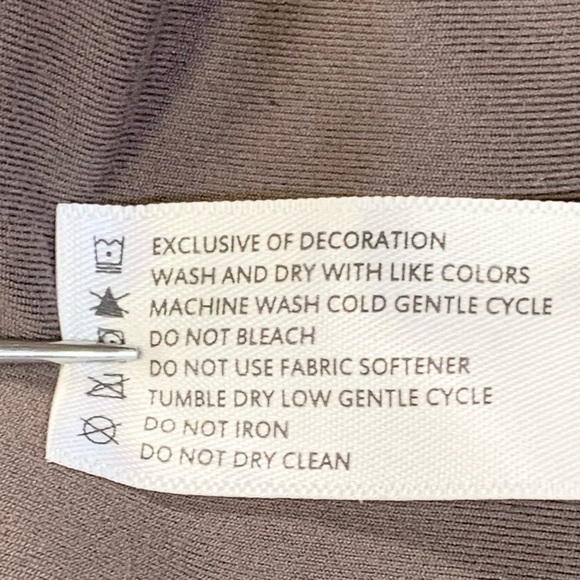 EXCLUSIVE OF DECORATION
WASH AND DRY WITH LIKE COLORS
MACHINE WASH COLD GENTLE CYCLE
DO NOT BLEACH
DO NOT USE FABRIC SOFTENER
TUMBLE DRY LOW GENTLE CYCLE
DO NOT IRON
DO NOT DRY CLEAN